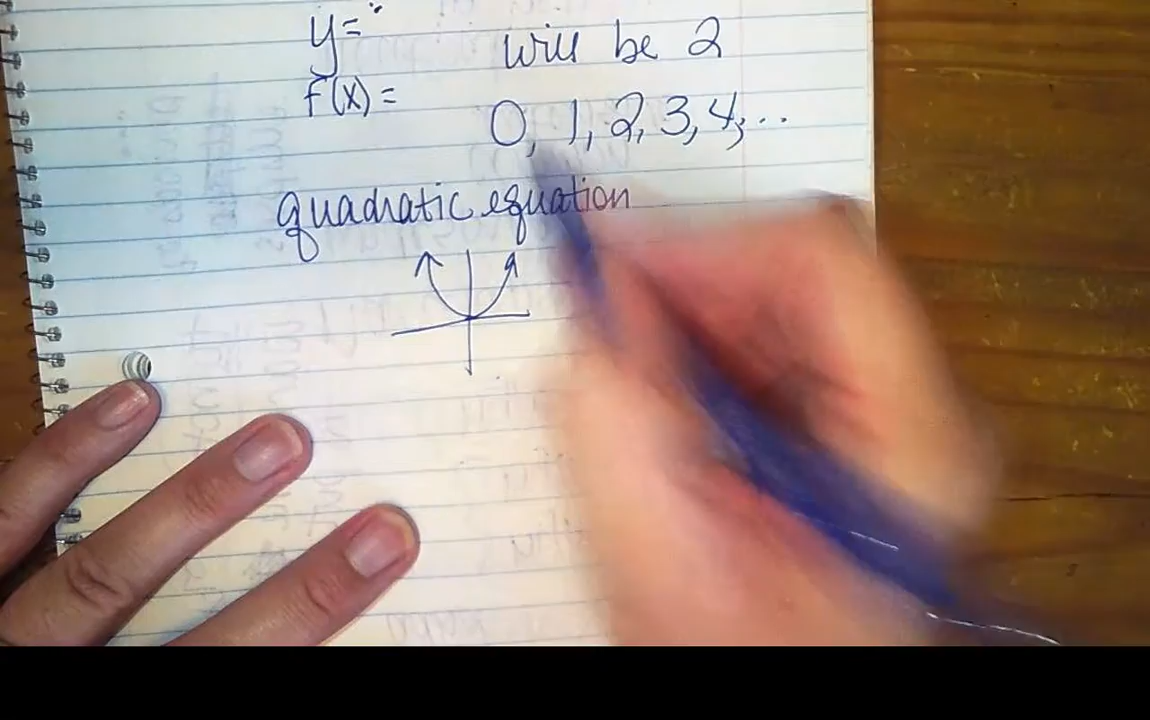 y=
will be 2
f(x) =
0, 1, 2, 3, 4, ...
quadratic equation